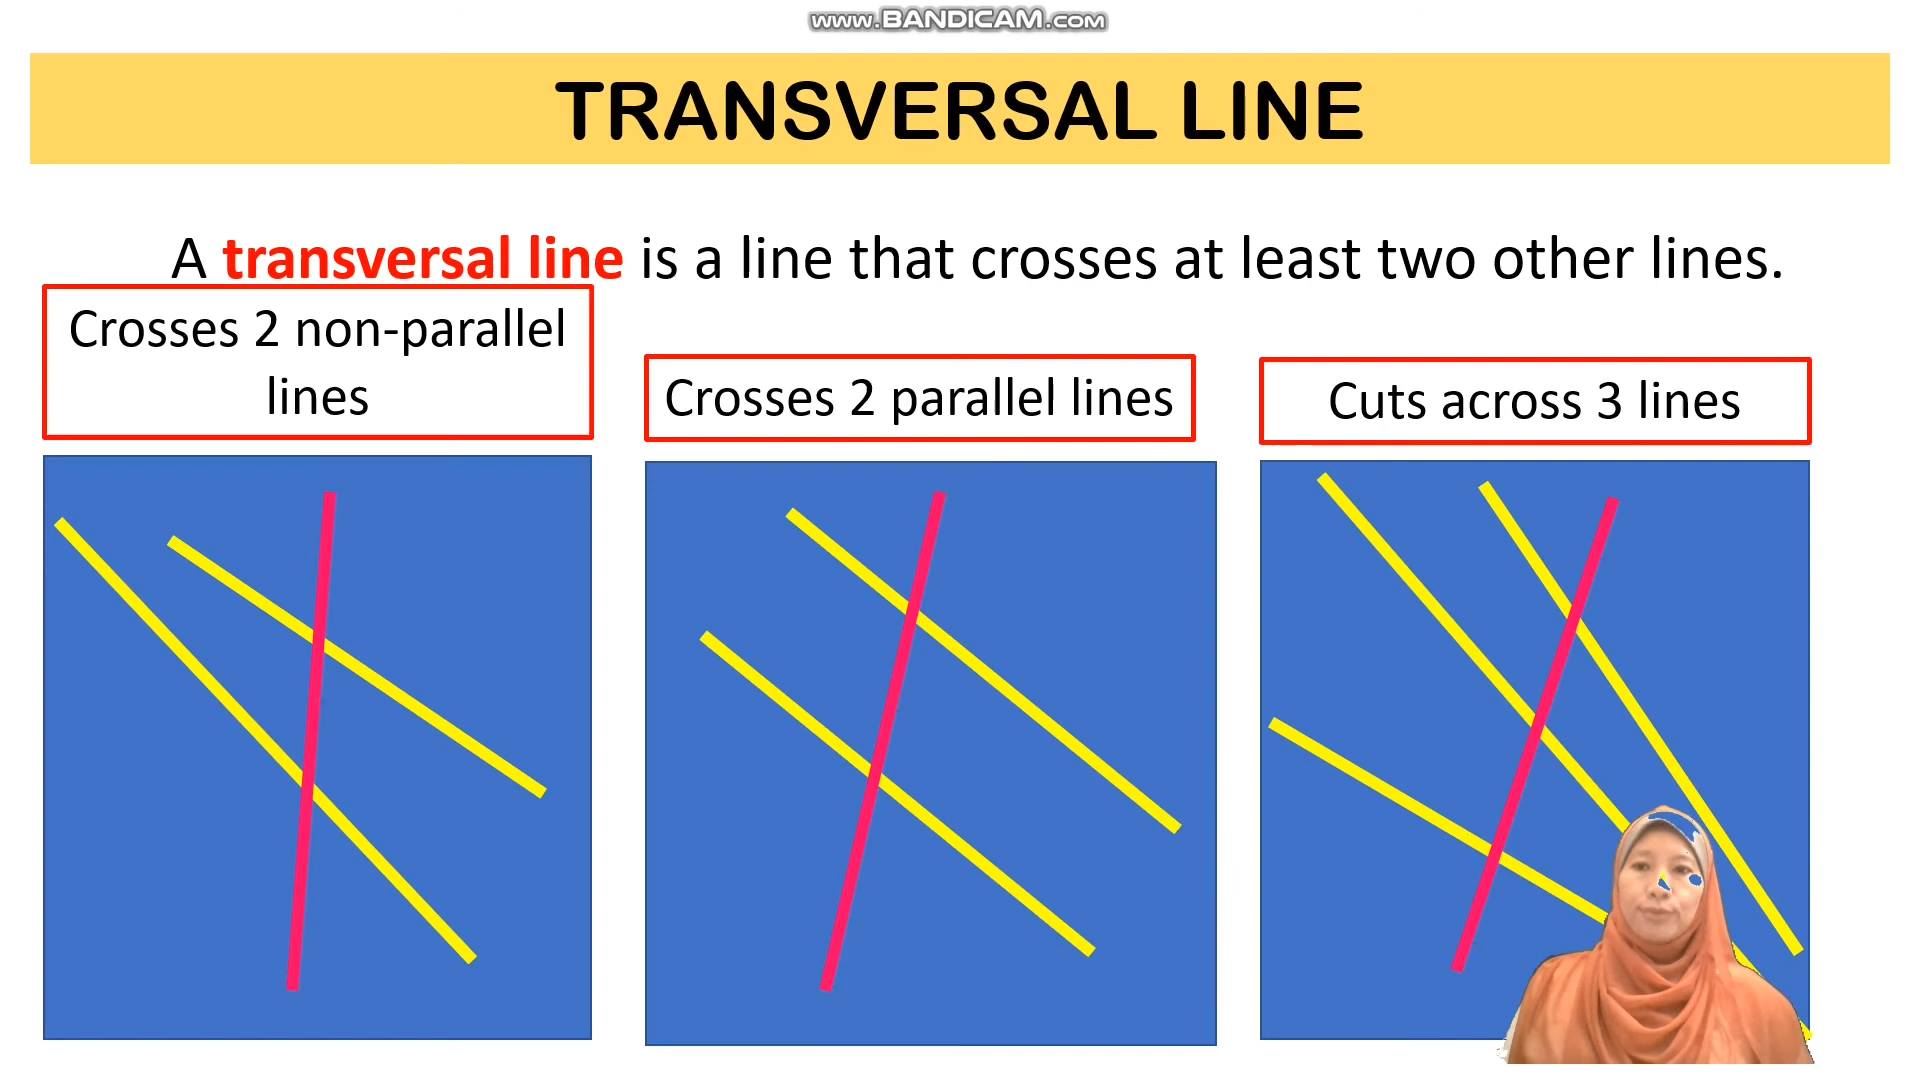 www.BANDICAM.com
TRANSVERSAL LINE
A transversal line is a line that crosses at least two other lines.
Crosses 2 non-parallel
lines
Crosses 2 parallel lines
Cuts across 3 lines